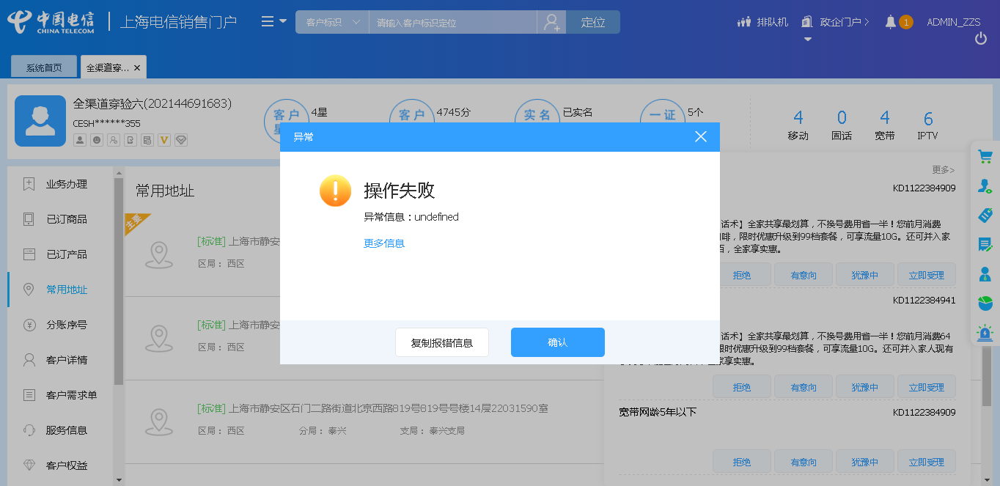 中国电信
CHINA TELECOM
上海电信销售门户
客户标识
请输入客户标识定位
定位
排队机
政企门户
1
ADMIN_ZZS
系统首页
全渠道穿...
全渠道穿验六(202144691683)
CESH******355
客户
4星
客户
4745分
实名
已实名
一证
5个
4
移动
0
固话
4
宽带
6
IPTV
异常
操作失败
异常信息：undefined
更多信息
复制报错信息
确认
业务办理
已订商品
已订产品
常用地址
分账序号
客户详情
客户需求单
服务信息
客户权益
常用地址
主要
[标准] 上海市静安
区局： 西区
[标准] 上海市静安
区局： 西区
[标准] 上海市静安区石门二路街道北京西路819号819号号楼14层22031590室
区局： 西区
分局： 泰兴
支局： 泰兴支局
更多>
KD1122384909
话术】全家共享最划算，不换号费用省一半！您前月消费
啡，限时优惠升级到99档套餐，可享流量10G。还可并入家
，全家享实惠。
拒绝
有意向
犹豫中
立即受理
KD1122384941
话术】全家共享最划算，不换号费用省一半！您前月消费64
限时优惠升级到99档套餐，可享流量10G。还可并入家人现有
家享实惠。
拒绝
有意向
犹豫中
立即受理
宽带网龄5年以下
KD1122384909
拒绝
有意向
犹豫中
立即受理